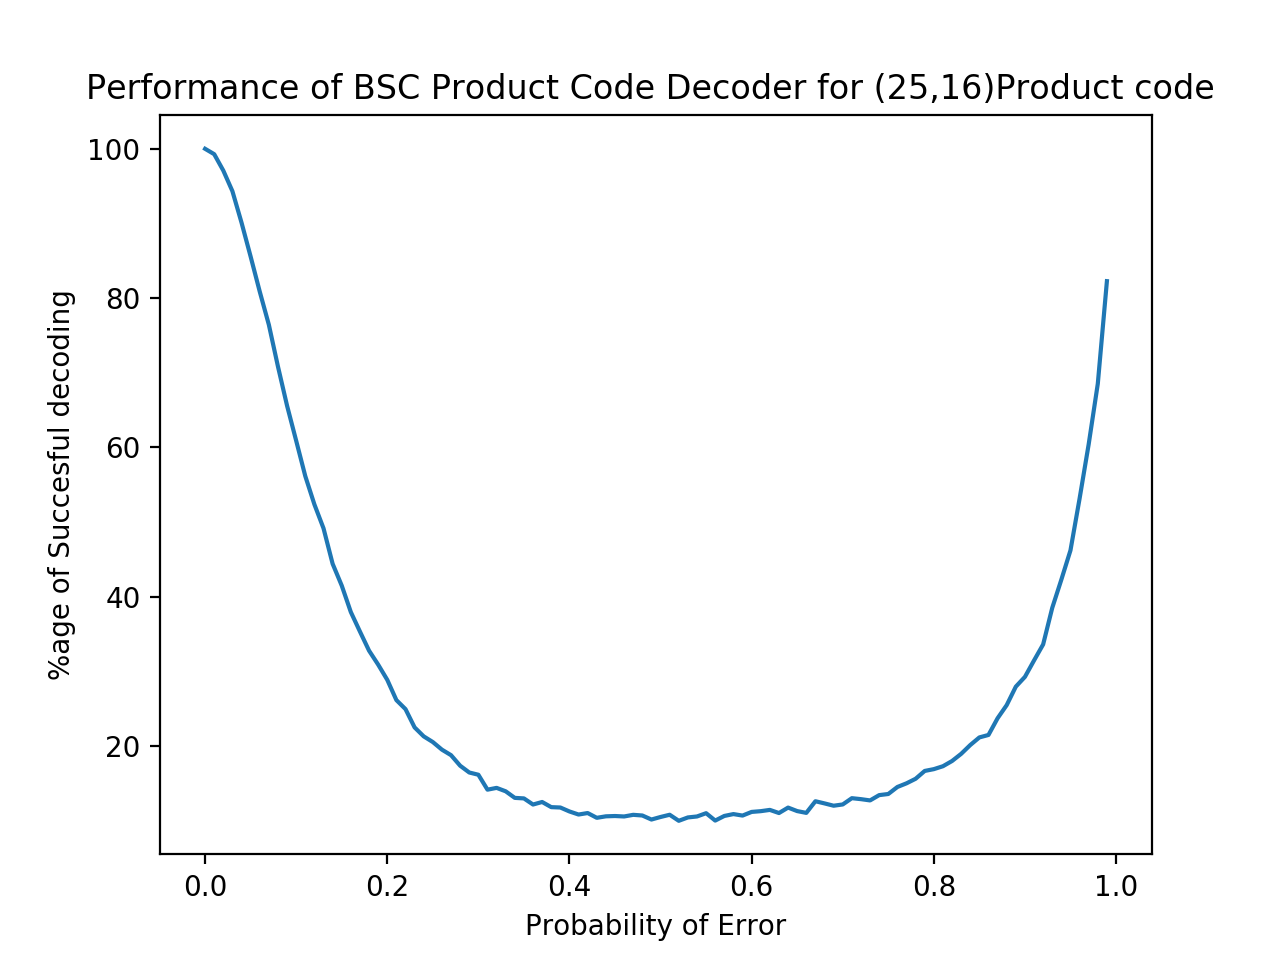 Performance of BSC Product Code Decoder for (25,16)Product code
100
80
60
40
20
%age of Succesful decoding
0.0 0.2 0.4 0.6 0.8 1.0
Probability of Error